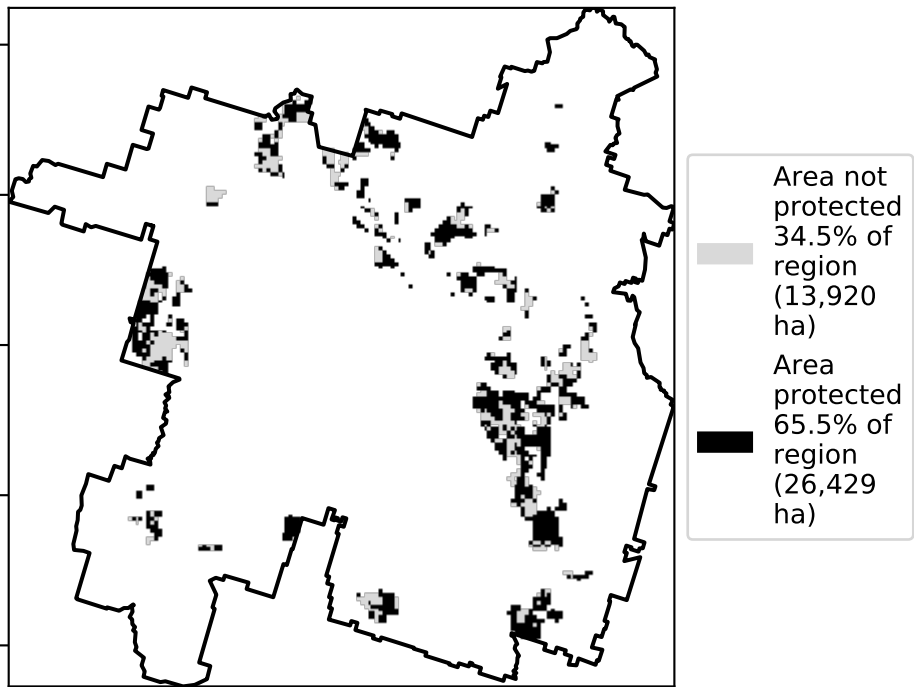 Area not
protected
34.5% of
region
(13,920
ha)
Area
protected
65.5% of
region
(26,429
ha)